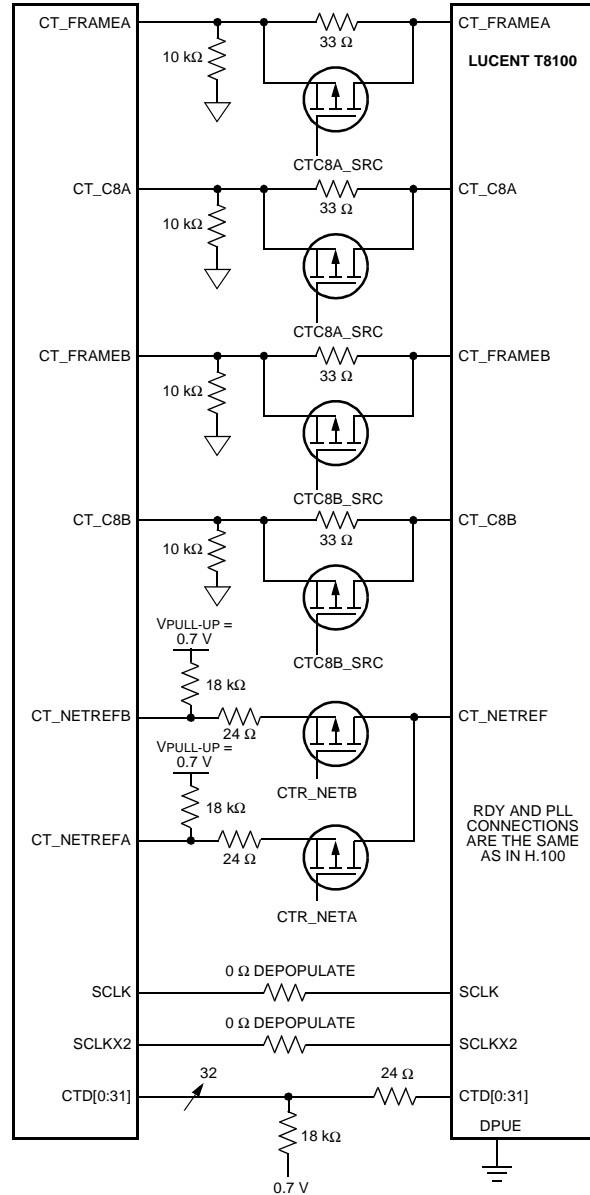 CT_FRAMEA
33 Ω
CT_FRAMEA
10 kΩ
LUCENT T8100
CTC8A_SRC
CT_C8A
33 Ω
CT_C8A
10 kΩ
CTC8A_SRC
CT_FRAMEB
33 Ω
CT_FRAMEB
10 kΩ
CTC8B_SRC
CT_C8B
33 Ω
CT_C8B
10 kΩ
CTC8B_SRC
VPULL-UP =
0.7 V
18 kΩ
CT_NETREFB
24 Ω
CT_NETREF
CTR_NETB
VPULL-UP =
0.7 V
18 kΩ
CT_NETREFA
24 Ω
CTR_NETA
RDY AND PLL
CONNECTIONS
ARE THE SAME
AS IN H.100
0 Ω DEPOPULATE
SCLK
SCLK
0 Ω DEPOPULATE
SCLKX2
SCLKX2
32
24 Ω
CTD[0:31]
CTD[0:31]
18 kΩ
0.7 V
DPUE